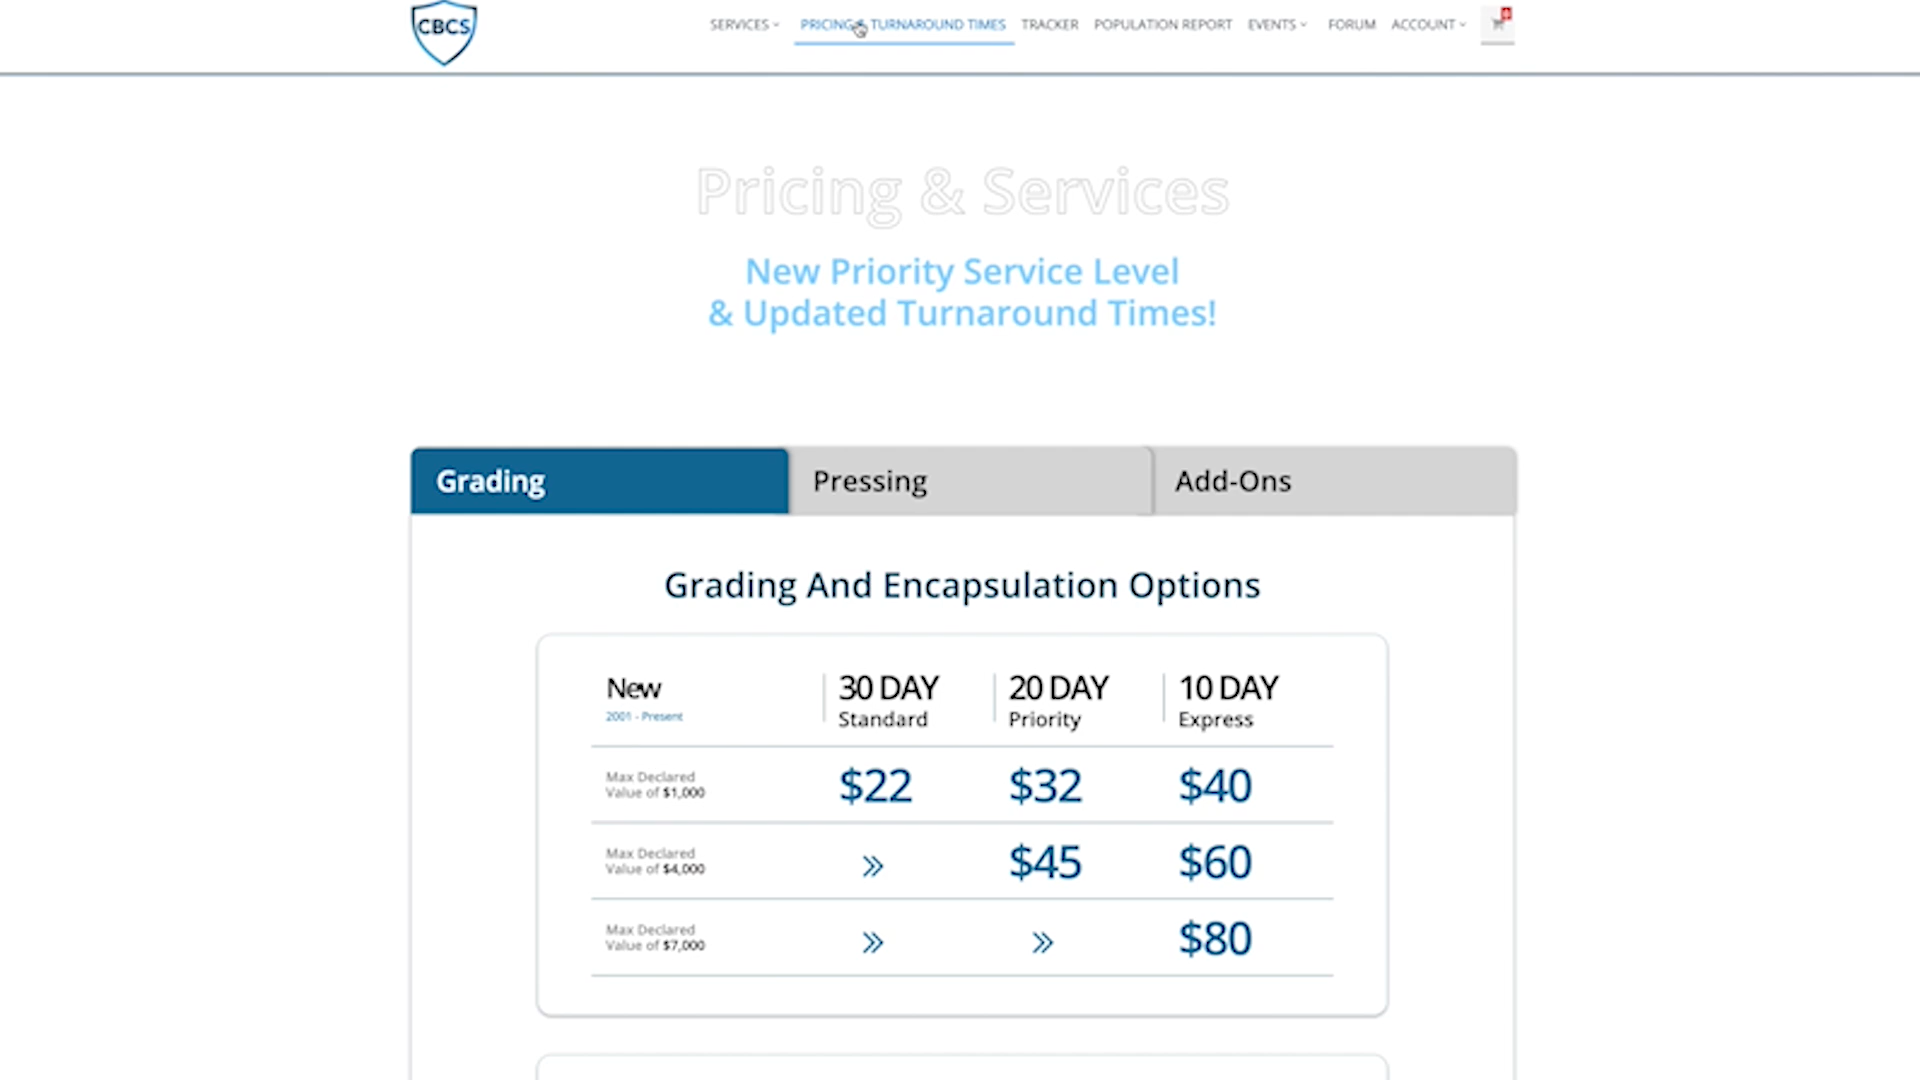 CBCS
SERVICES PRICING & TURNAROUND TIMES TRACKER POPULATION REPORT EVENTS FORUM ACCOUNT
Pricing & Services
New Priority Service Level
& Updated Turnaround Times!
Grading Pressing Add-Ons
Grading And Encapsulation Options
New 30 DAY 20 DAY 10 DAY
2001 - Present Standard Priority Express
Max Declared
Value of $1,000 $22 $32 $40
Max Declared
Value of $4,000 » $45 $60
Max Declared
Value of $7,000 » » $80